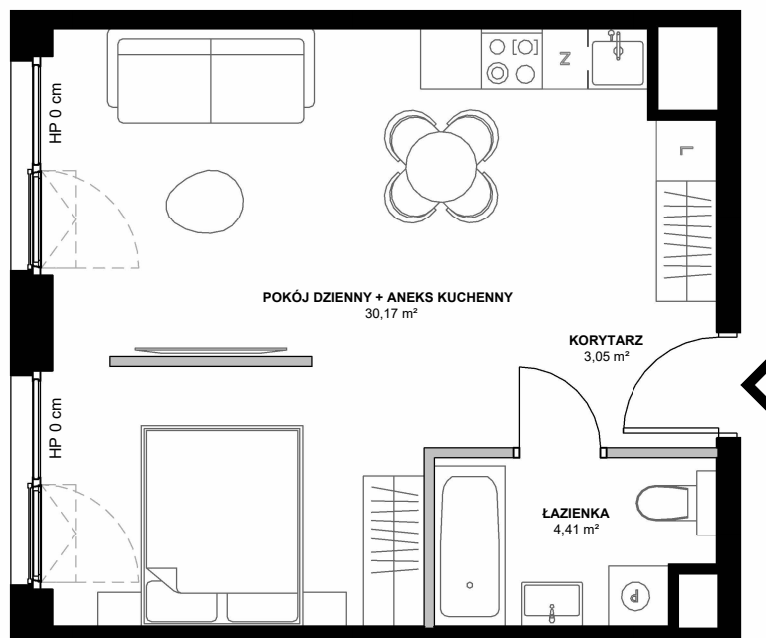 HP 0 cm
N
L
POKÓJ DZIENNY + ANEKS KUCHENNY
30,17 m²
KORYTARZ
3,05 m²
HP 0 cm
ŁAZIENKA
4,41 m²
P